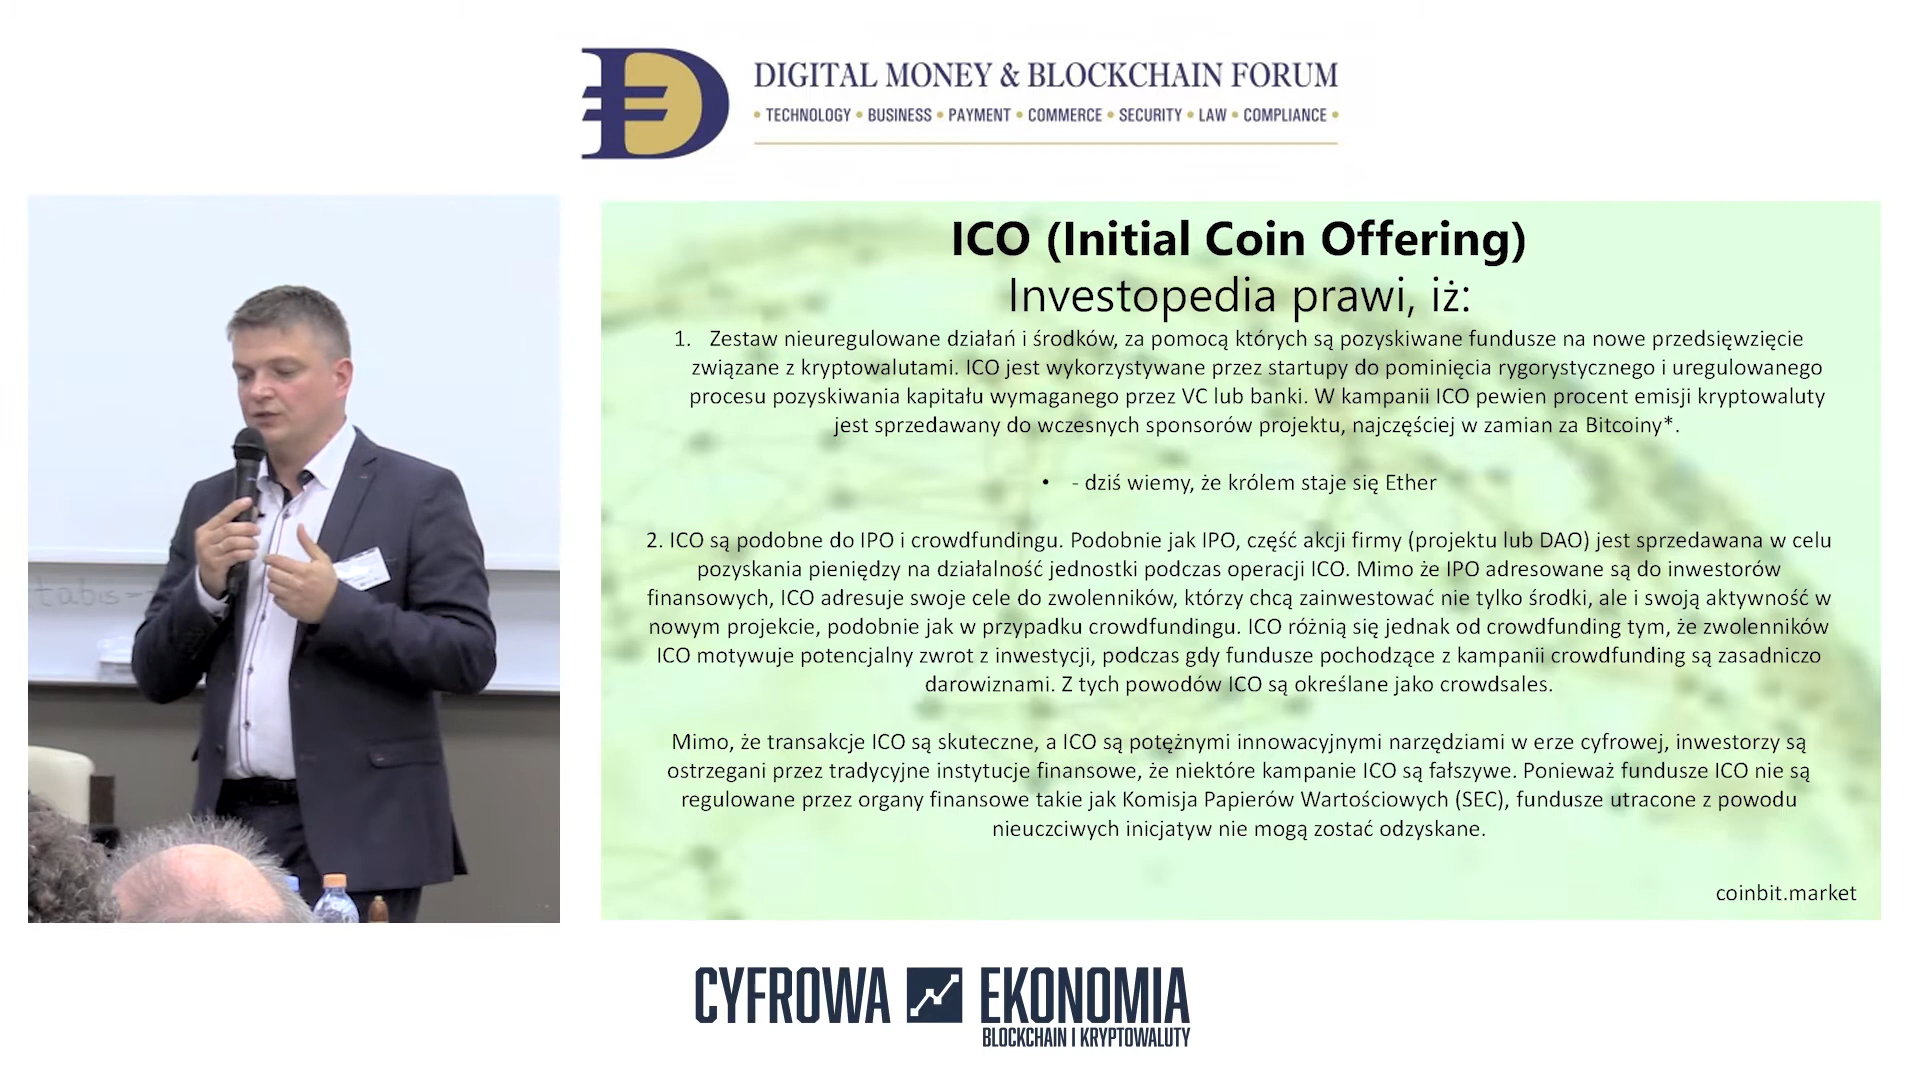 DIGITAL MONEY & BLOCKCHAIN FORUM
• TECHNOLOGY • BUSINESS • PAYMENT • COMMERCE • SECURITY • LAW • COMPLIANCE •
ICO (Initial Coin Offering)
Investopedia prawi, iż:
1. Zestaw nieuregulowane działań i środków, za pomocą których są pozyskiwane fundusze na nowe przedsięwzięcie
związane z kryptowalutami. ICO jest wykorzystywane przez startupy do pominięcia rygorystycznego i uregulowanego
procesu pozyskiwania kapitału wymaganego przez VC lub banki. W kampanii ICO pewien procent emisji kryptowaluty
jest sprzedawany do wczesnych sponsorów projektu, najczęściej w zamian za Bitcoiny*.
• - dziś wiemy, że królem staje się Ether
2. ICO są podobne do IPO i crowdfundingu. Podobnie jak IPO, część akcji firmy (projektu lub DAO) jest sprzedawana w celu
pozyskania pieniędzy na działalność jednostki podczas operacji ICO. Mimo że IPO adresowane są do inwestorów
finansowych, ICO adresuje swoje cele do zwolenników, którzy chcą zainwestować nie tylko środki, ale i swoją aktywność w
nowym projekcie, podobnie jak w przypadku crowdfundingu. ICO różnią się jednak od crowdfunding tym, że zwolenników
ICO motywuje potencjalny zwrot z inwestycji, podczas gdy fundusze pochodzące z kampanii crowdfunding są zasadniczo
darowiznami. Z tych powodów ICO są określane jako crowdsales.
Mimo, że transakcje ICO są skuteczne, a ICO są potężnymi innowacyjnymi narzędziami w erze cyfrowej, inwestorzy są
ostrzegani przez tradycyjne instytucje finansowe, że niektóre kampanie ICO są fałszywe. Ponieważ fundusze ICO nie są
regulowane przez organy finansowe takie jak Komisja Papierów Wartościowych (SEC), fundusze utracone z powodu
nieuczciwych inicjatyw nie mogą zostać odzyskane.
coinbit.market
CYFROWA EKONOMIA
BLOCKCHAIN I KRYPTOWALUTY